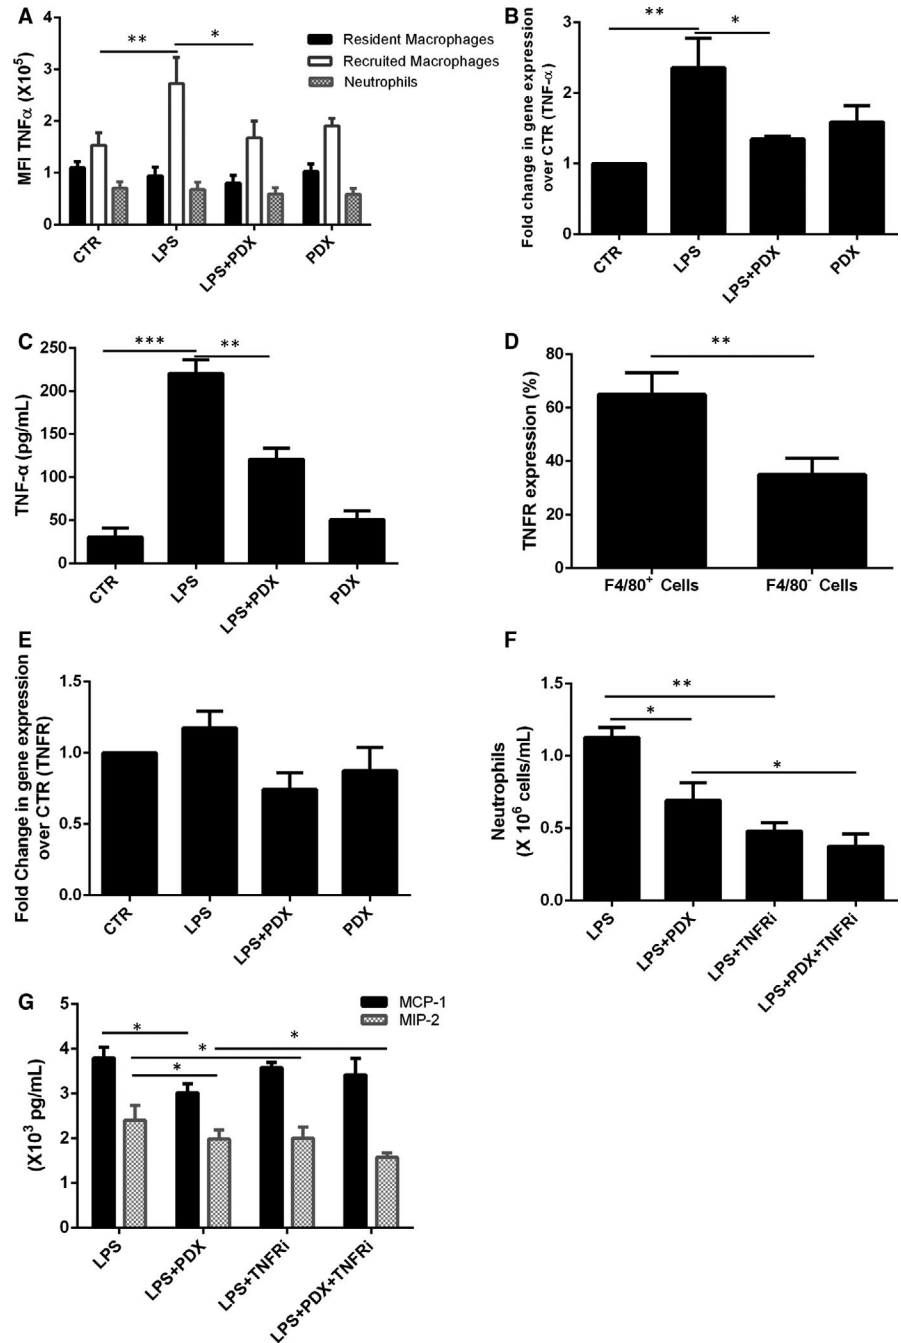 A
MFI TNFα (X10⁵)
5
4
3
2
1
0
** *
Resident Macrophages
Recruited Macrophages
Neutrophils
CTR LPS LPS+PDX PDX
B
Fold change in gene expression
over CTR (TNF-α)
3
2
1
0
** *
CTR LPS LPS+PDX PDX
C
TNF-α (pg/mL)
250
200
150
100
50
0
*** **
CTR LPS LPS+PDX PDX
D
TNFR expression (%)
80
60
40
20
0
**
F4/80⁺ Cells F4/80⁻ Cells
E
Fold Change in gene expression
over CTR (TNFR)
1.5
1.0
0.5
0.0
CTR LPS LPS+PDX PDX
F
Neutrophils
(X 10⁶ cells/mL)
1.5
1.0
0.5
0.0
**
*
*
LPS LPS+PDX LPS+TNFRi LPS+PDX+TNFRi
G
(X10³ pg/mL)
5
4
3
2
1
0
MCP-1
MIP-2
* *
*
*
LPS LPS+PDX LPS+TNFRi LPS+PDX+TNFRi